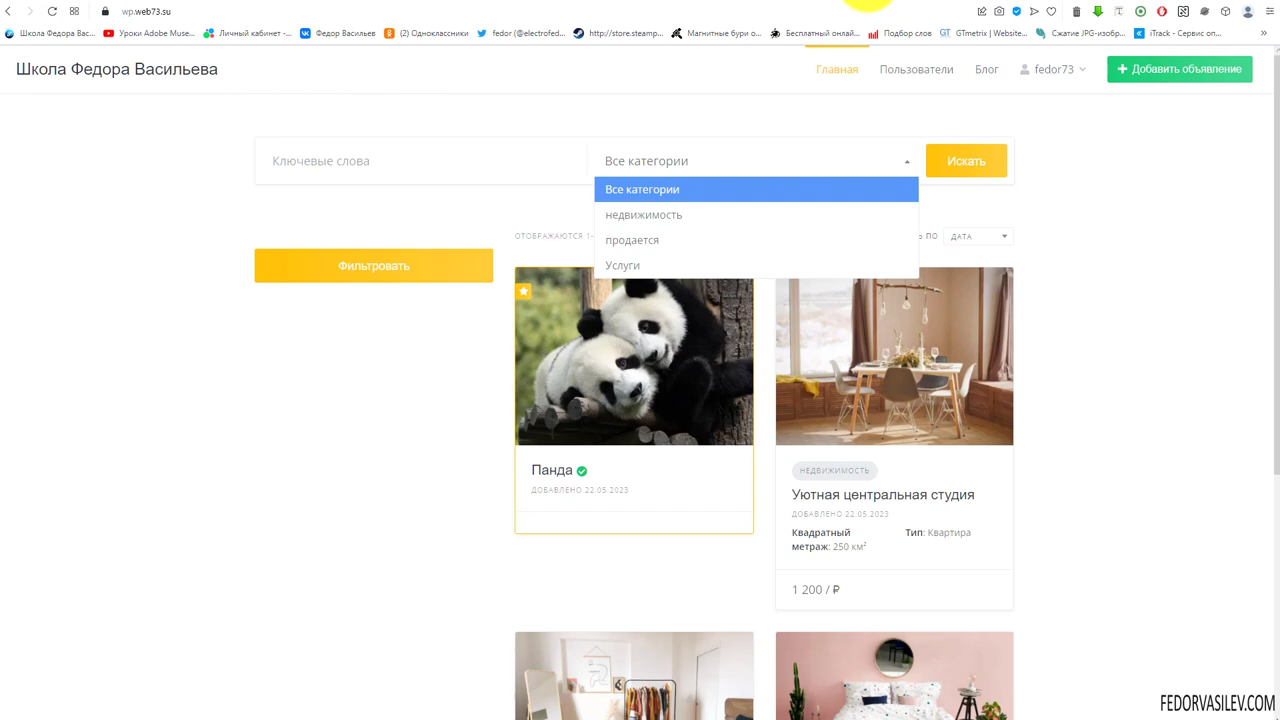 wp.web73.su
Школа Федора Вас...
Уроки Adobe Muse...
Личный кабинет -...
Федор Васильев
(2) Одноклассники
fedor (@electrofed...
http://store.steamp...
Магнитные бури о...
Бесплатный онлай...
Подбор слов
GTmetrix | Website...
Сжатие JPG-изобр...
iTrack - Сервис оп...
Школа Федора Васильева
Главная
Пользователи
Блог
fedor73
Добавить объявление
Ключевые слова
Все категории
Искать
Все категории
недвижимость
продается
Услуги
ОТОБРАЖАЮТСЯ 1-
ПО
ДАТА
Фильтровать
Панда
ДОБАВЛЕНО 22.05.2023
НЕДВИЖИМОСТЬ
Уютная центральная студия
ДОБАВЛЕНО 22.05.2023
Квадратный
метраж: 250 км²
Тип: Квартира
1 200 / ₽
FEDORVASILEV.COM